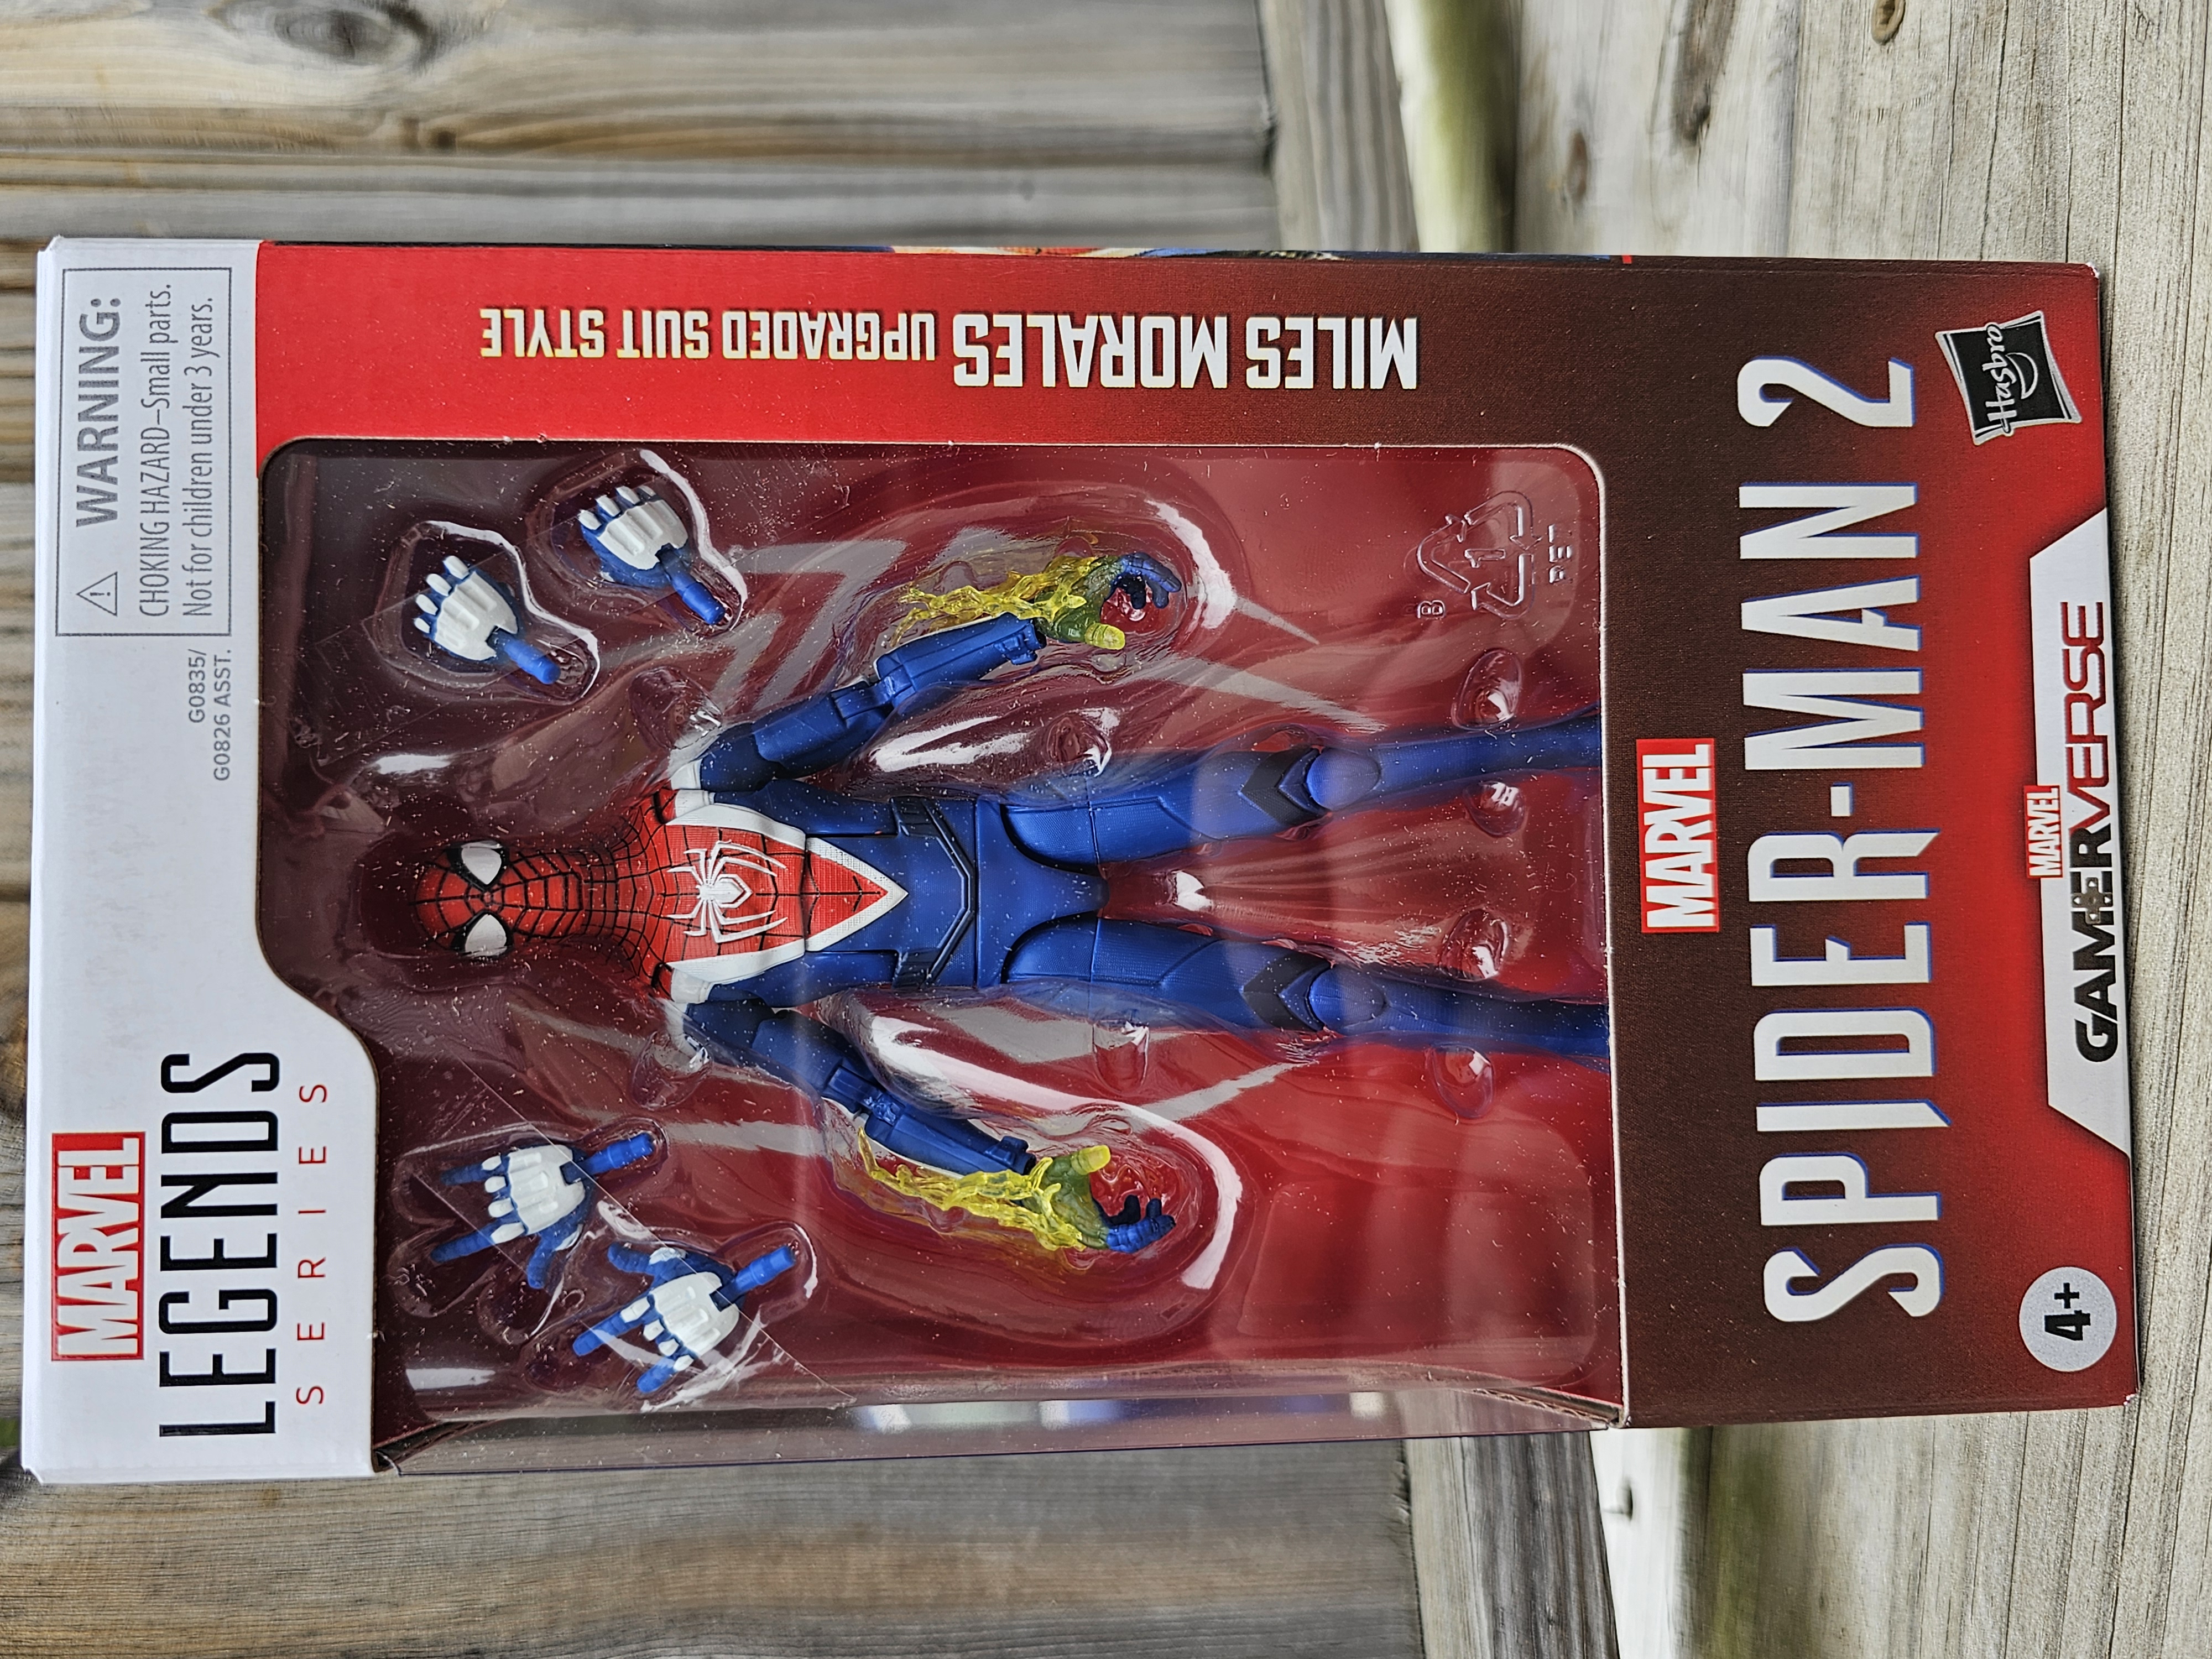 MARVEL
LEGENDS
SERIES
⚠ WARNING:
CHOKING HAZARD–Small parts.
Not for children under 3 years.
G0835/
G0826 ASST.
MILES MORALES UPGRADED SUIT STYLE
B
1
PET
MARVEL
SPIDER-MAN 2
4+
MARVEL
GAMERVERSE
Hasbro